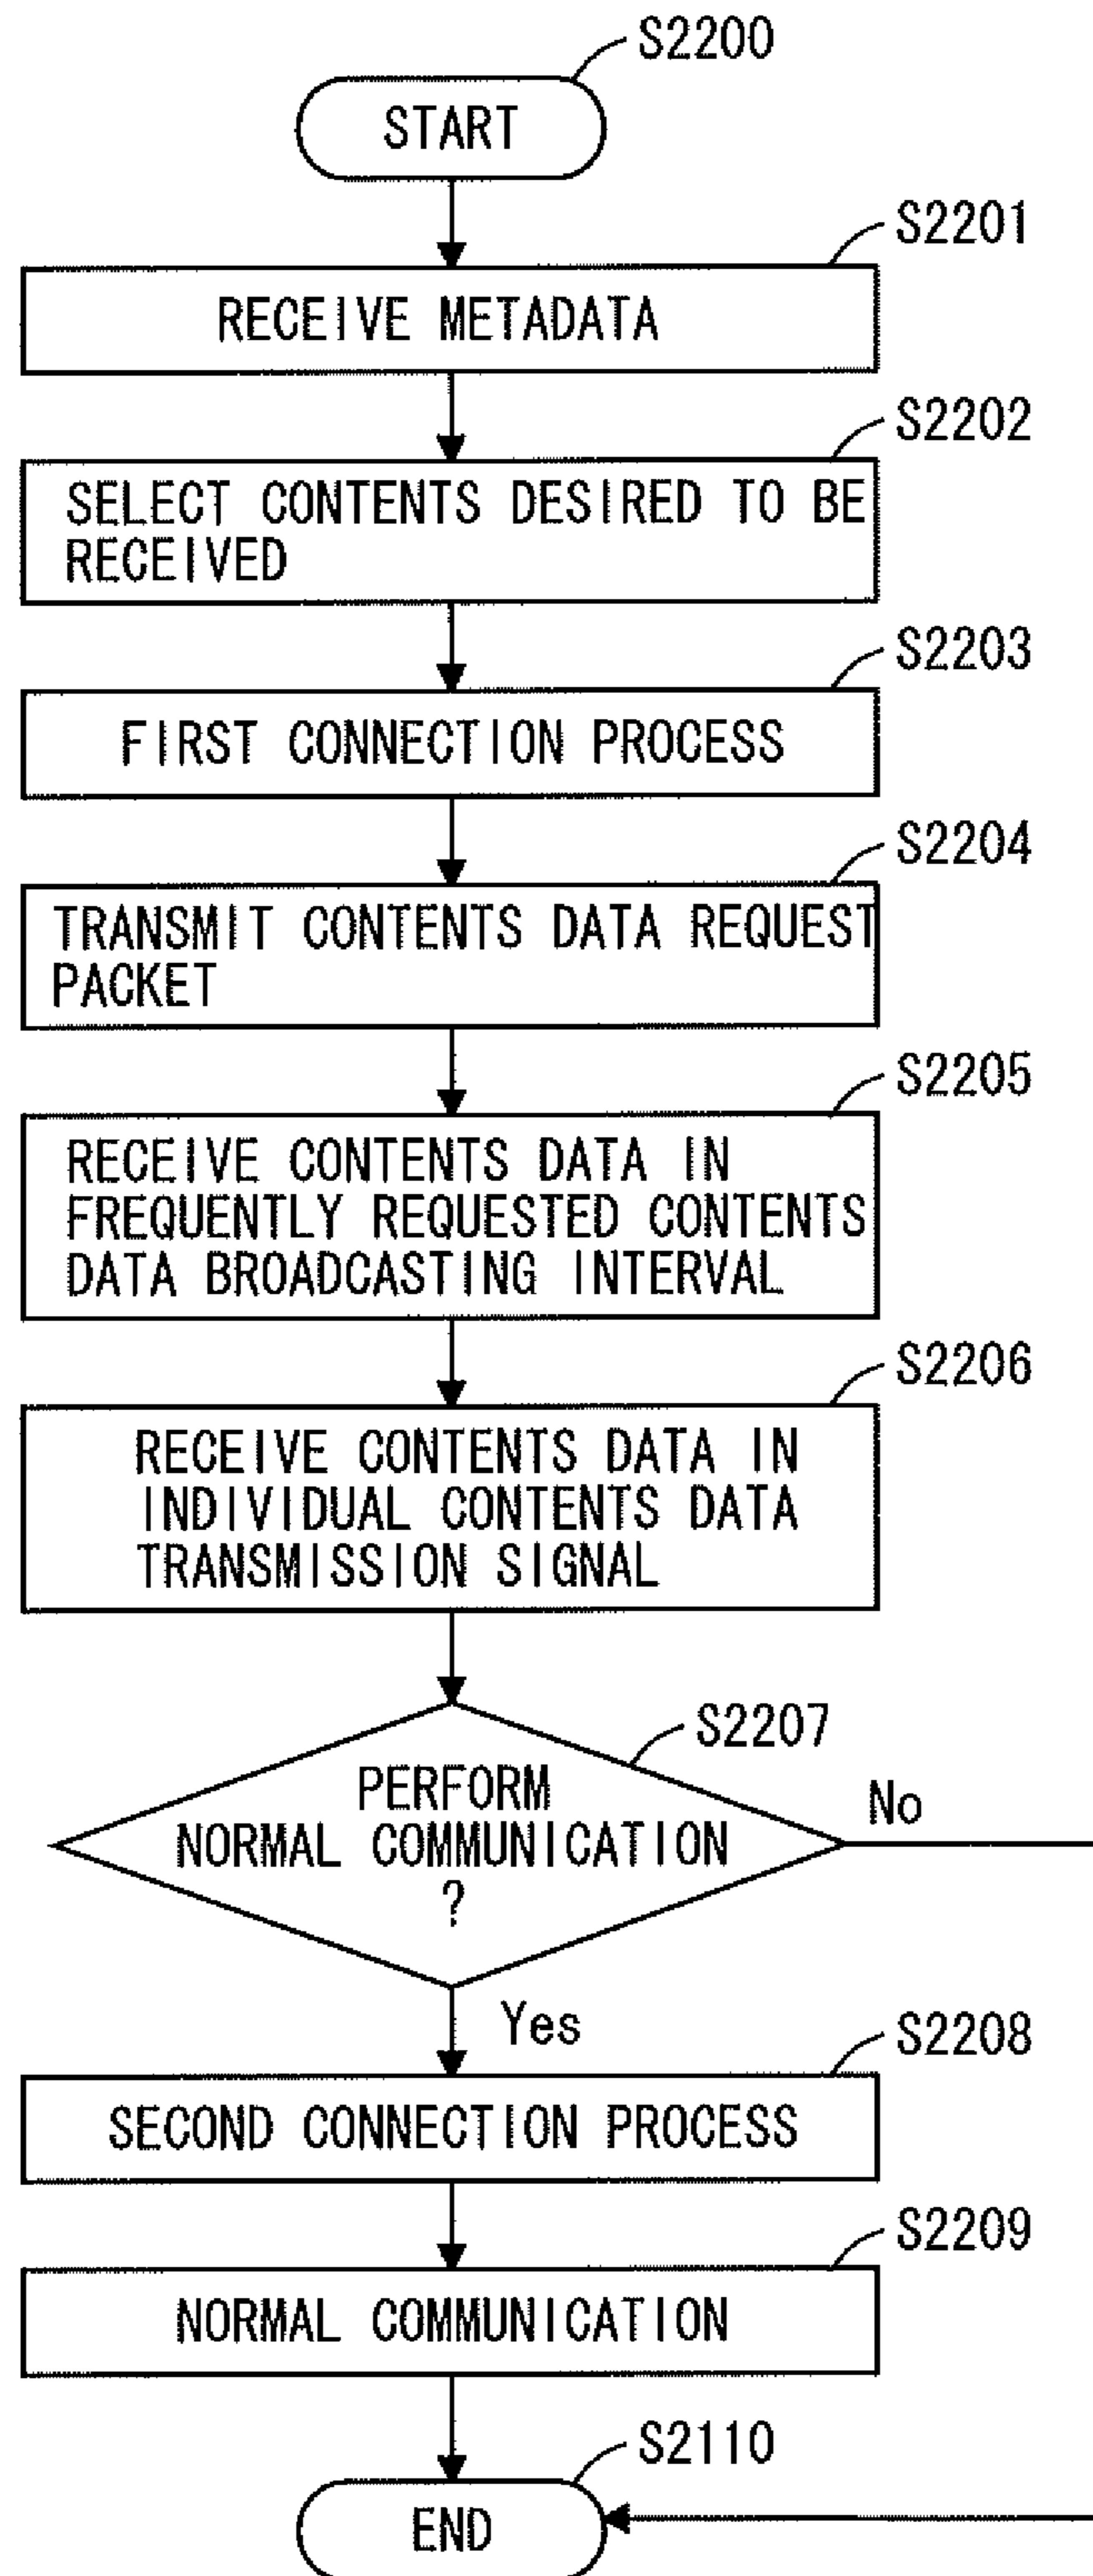 S2200
START
S2201
RECEIVE METADATA
S2202
SELECT CONTENTS DESIRED TO BE
RECEIVED
S2203
FIRST CONNECTION PROCESS
S2204
TRANSMIT CONTENTS DATA REQUEST
PACKET
S2205
RECEIVE CONTENTS DATA IN
FREQUENTLY REQUESTED CONTENTS
DATA BROADCASTING INTERVAL
S2206
RECEIVE CONTENTS DATA IN
INDIVIDUAL CONTENTS DATA
TRANSMISSION SIGNAL
S2207
PERFORM
NORMAL COMMUNICATION
?
No
Yes
S2208
SECOND CONNECTION PROCESS
S2209
NORMAL COMMUNICATION
S2110
END